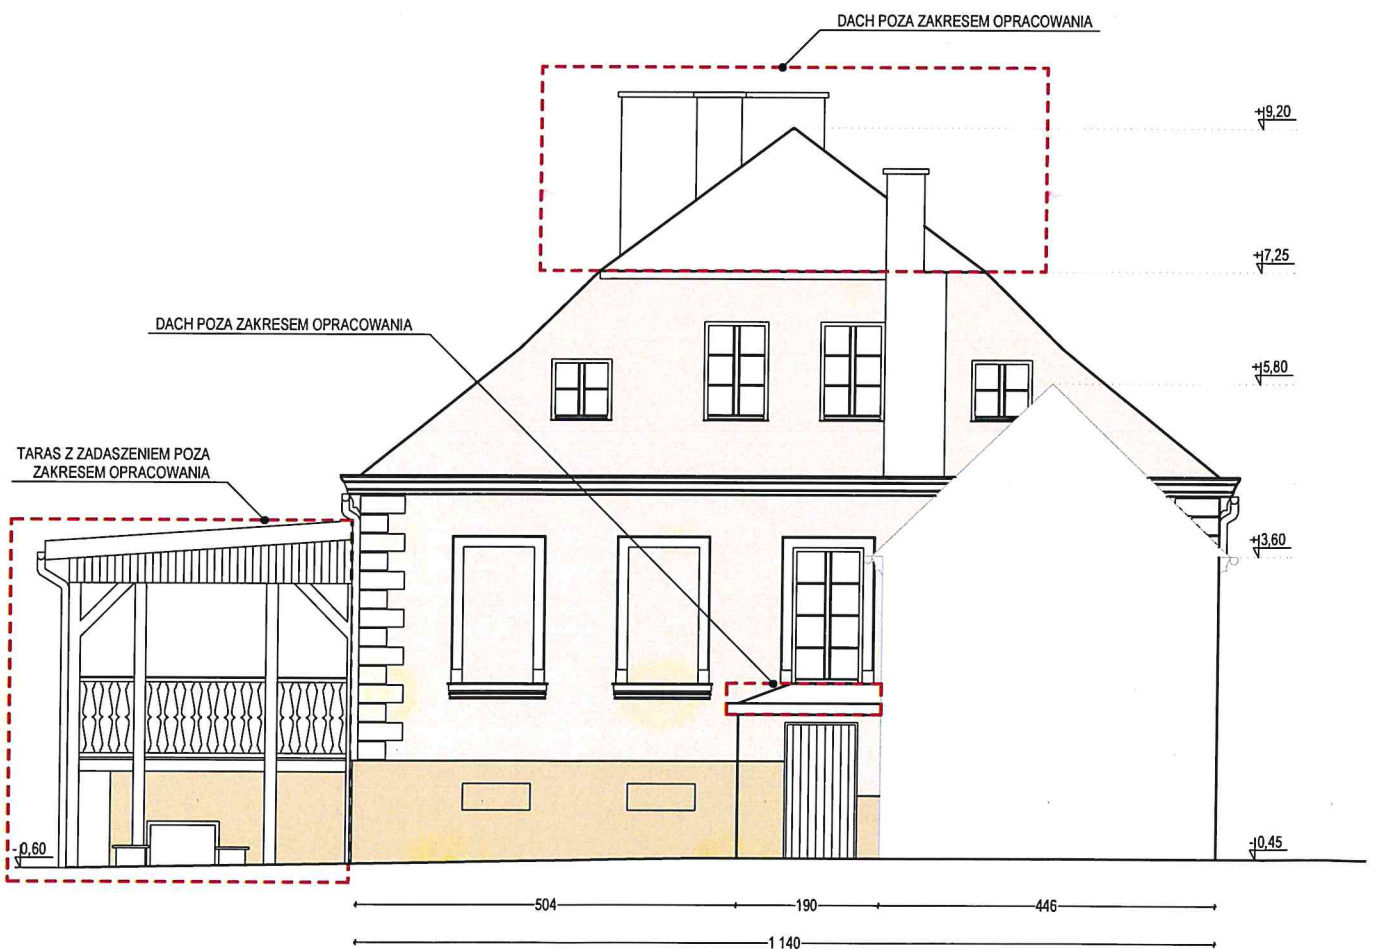 DACH POZA ZAKRESEM OPRACOWANIA
+9,20
+7,25
DACH POZA ZAKRESEM OPRACOWANIA
+5,80
TARAS Z ZADASZENIEM POZA
ZAKRESEM OPRACOWANIA
+3,60
-0,60
-0,45
504
190
446
1 140